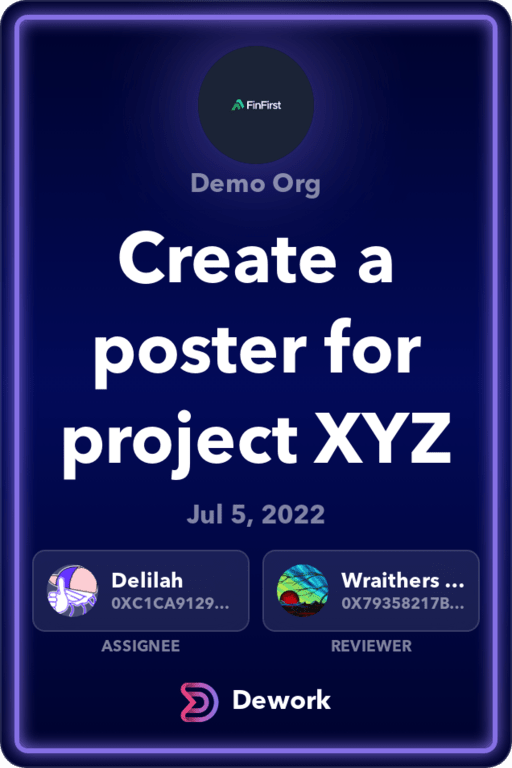 FinFirst
Demo Org
Create a
poster for
project XYZ
Jul 5, 2022
Delilah
0XC1CA9129...
Wraithers ...
0X79358217B...
ASSIGNEE
REVIEWER
Dework